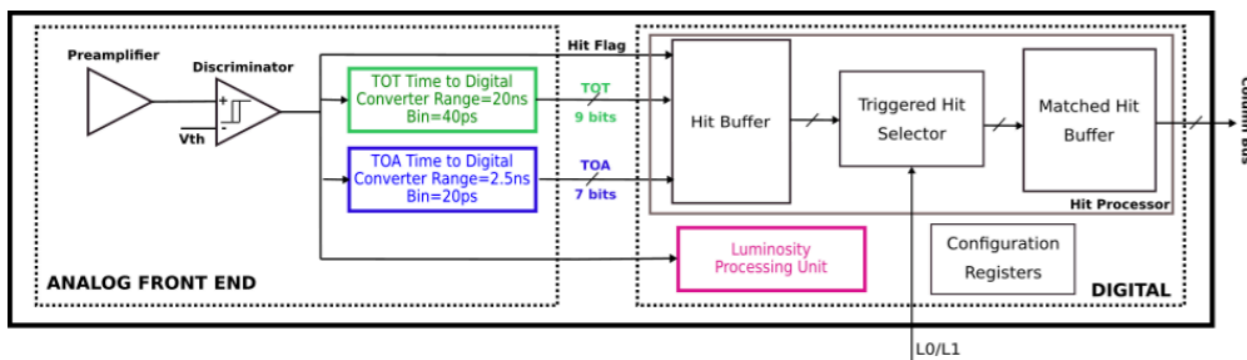 Preamplifier
Discriminator
+
-
Vth
TOT Time to Digital
Converter Range=20ns
Bin=40ps
TOA Time to Digital
Converter Range=2.5ns
Bin=20ps
ANALOG FRONT END
Hit Flag
TOT
9 bits
TOA
7 bits
Hit Buffer
Triggered Hit
Selector
Matched Hit
Buffer
Hit Processor
Luminosity
Processing Unit
Configuration
Registers
DIGITAL
L0/L1